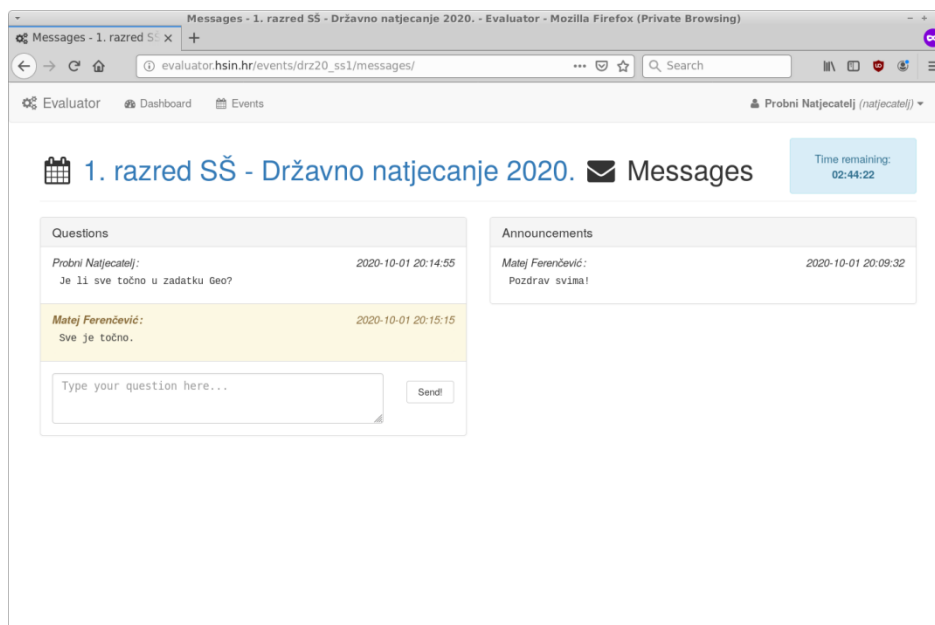 Messages - 1. razred SŠ - Državno natjecanje 2020. - Evaluator - Mozilla Firefox (Private Browsing)
Messages - 1. razred SŠ
evaluator.hsin.hr/events/drz20_ss1/messages/
Search
Evaluator Dashboard Events Probni Natjecatelj (natjecatelj)
1. razred SŠ - Državno natjecanje 2020. Messages
Time remaining:
02:44:22
Questions
Probni Natjecatelj: 2020-10-01 20:14:55
Je li sve točno u zadatku Geo?
Matej Ferenčević: 2020-10-01 20:15:15
Sve je točno.
Type your question here...
Send!
Announcements
Matej Ferenčević: 2020-10-01 20:09:32
Pozdrav svima!